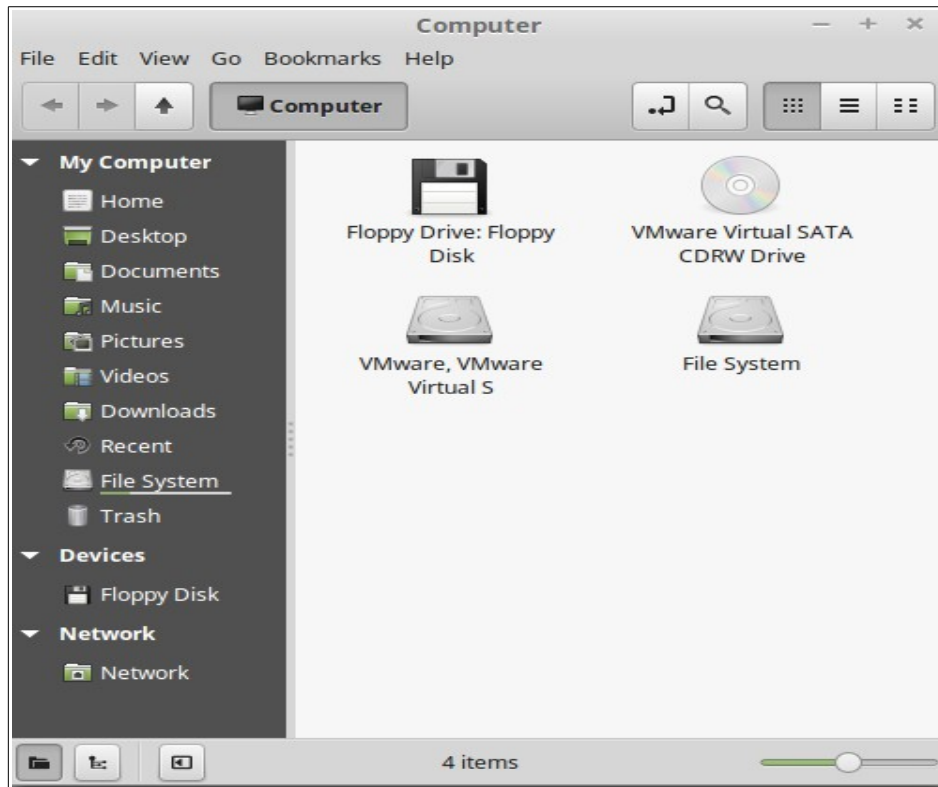 Computer
File Edit View Go Bookmarks Help
Computer
My Computer
Home
Desktop
Documents
Music
Pictures
Videos
Downloads
Recent
File System
Trash
Devices
Floppy Disk
Network
Network
Floppy Drive: Floppy
Disk
VMware Virtual SATA
CDRW Drive
VMware, VMware
Virtual S
File System
4 items